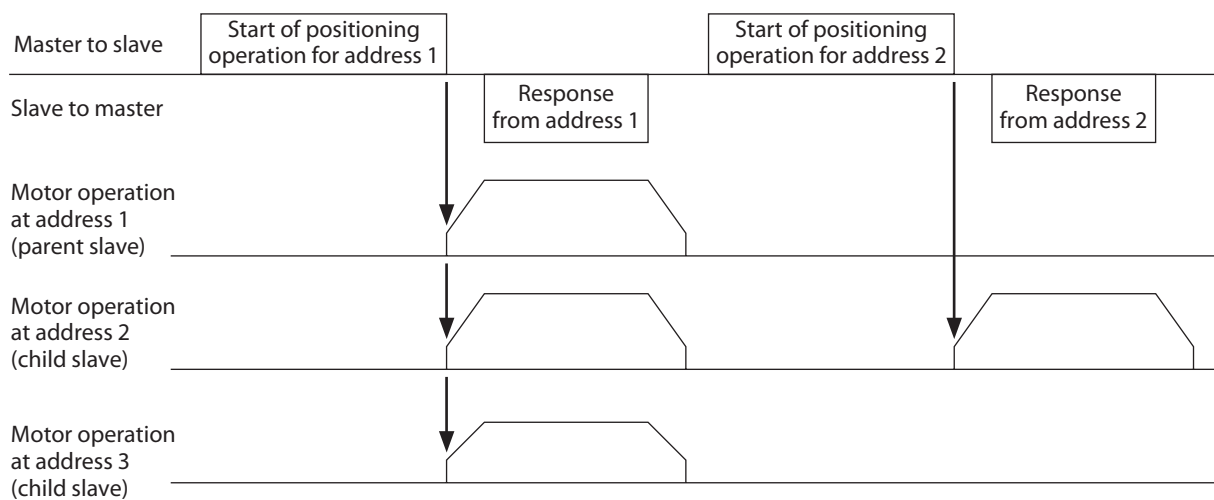 Master to slave
Start of positioning
operation for address 1
Start of positioning
operation for address 2
Slave to master
Response
from address 1
Response
from address 2
Motor operation
at address 1
(parent slave)
Motor operation
at address 2
(child slave)
Motor operation
at address 3
(child slave)